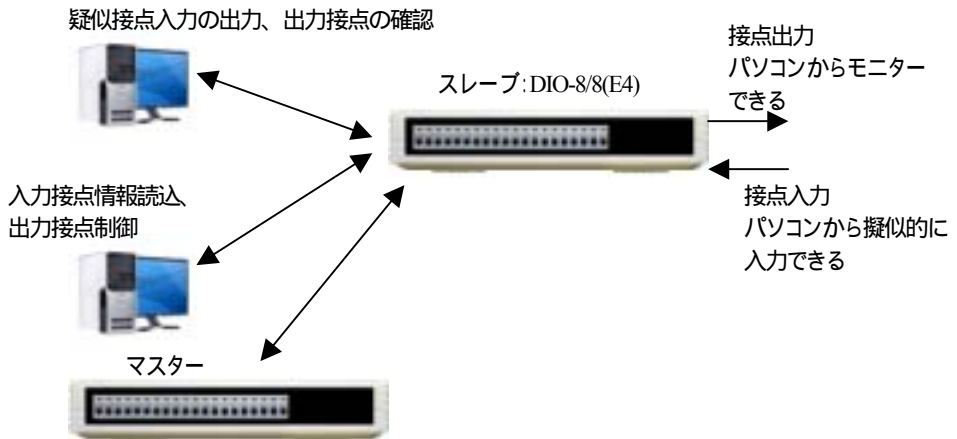 疑似接点入力の出力、出力接点の確認
接点出力
パソコンからモニター
できる
スレーブ:DIO-8/8(E4)
入力接点情報読込、
出力接点制御
接点入力
パソコンから擬似的に
入力できる
マスター